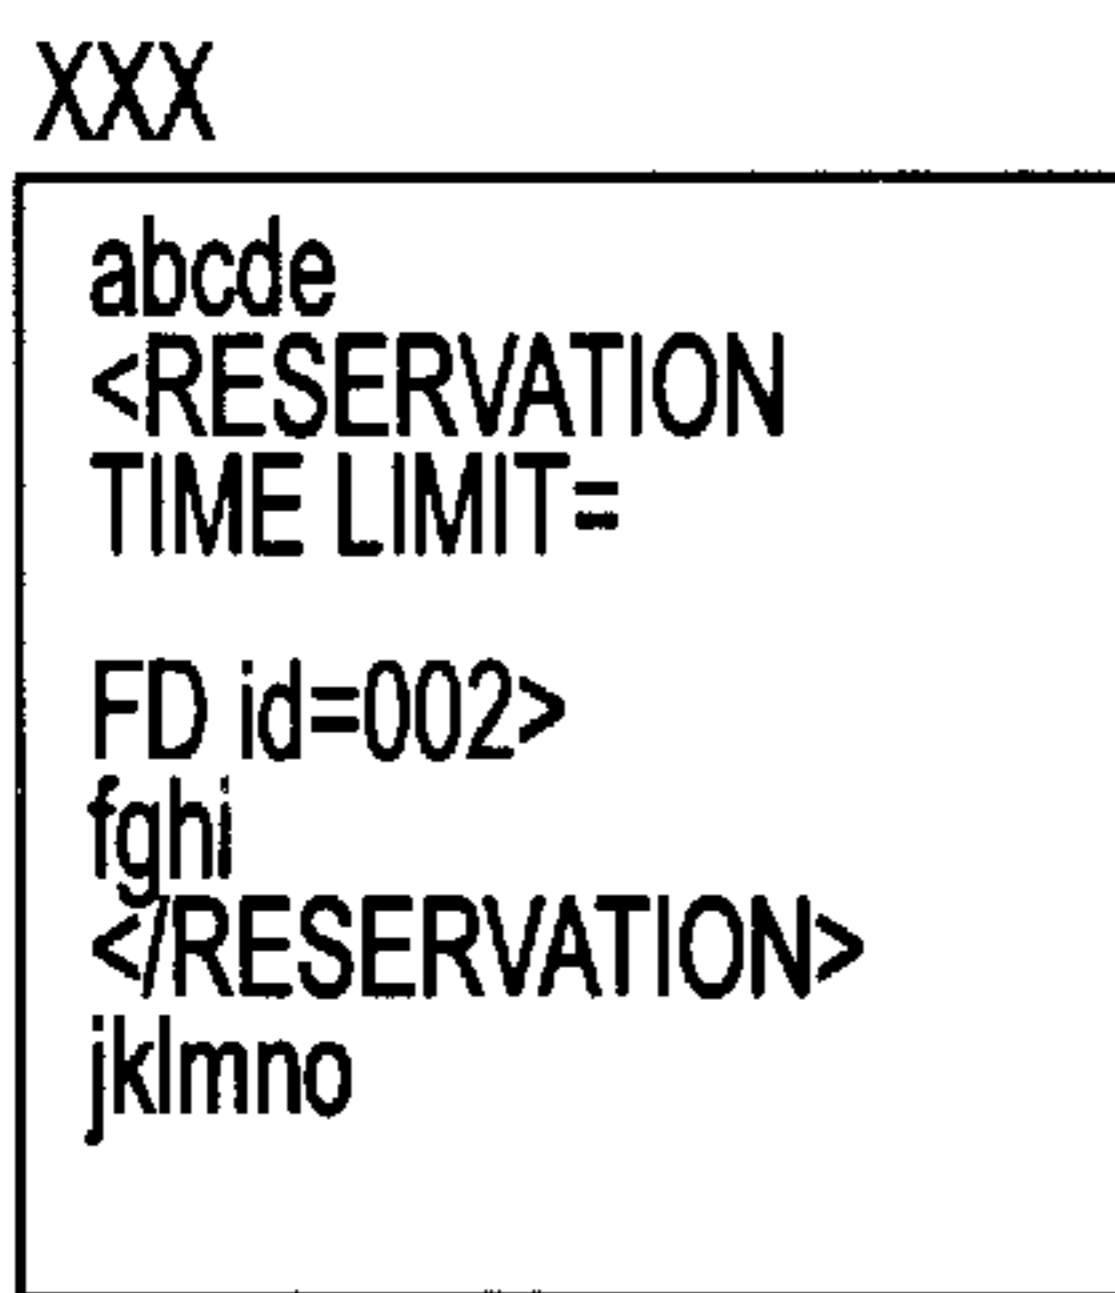 XXX
abcde
<RESERVATION
TIME LIMIT=
FD id=002>
fghi
</RESERVATION>
jklmno